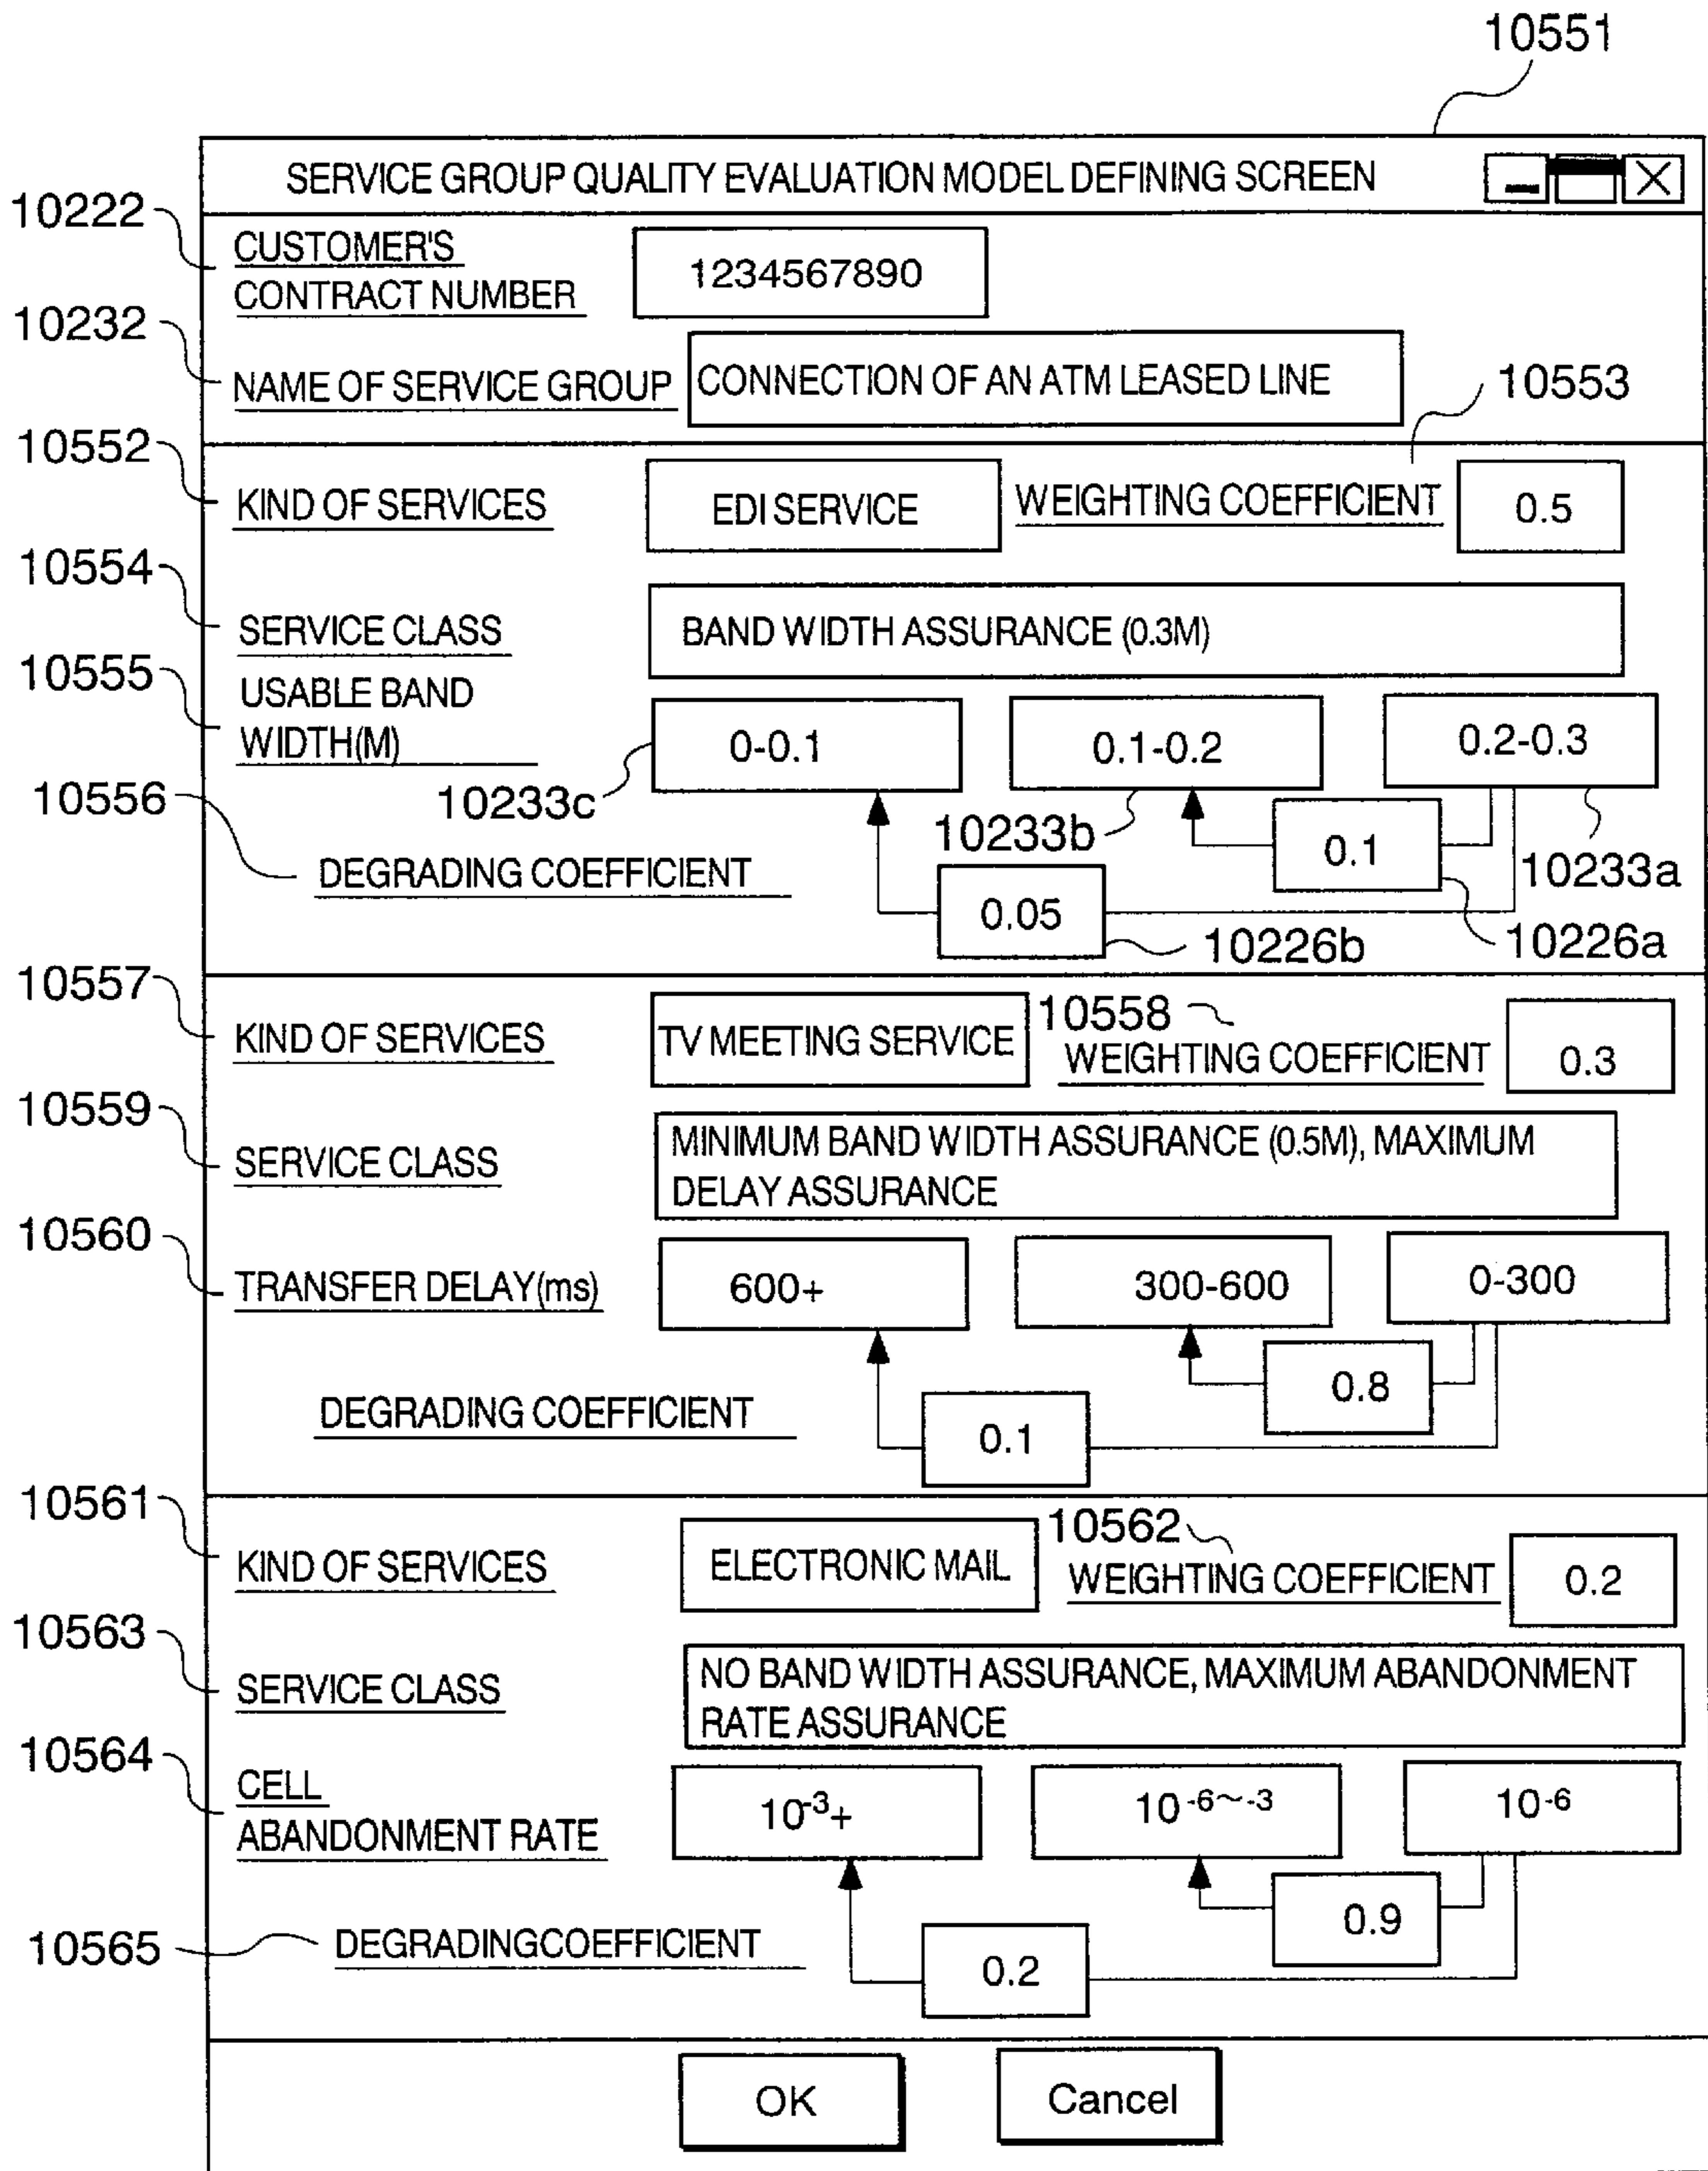 10551
SERVICE GROUP QUALITY EVALUATION MODEL DEFINING SCREEN
10222
CUSTOMER'S
CONTRACT NUMBER
1234567890
10232
NAME OF SERVICE GROUP
CONNECTION OF AN ATM LEASED LINE
10553
10552
KIND OF SERVICES
EDI SERVICE
WEIGHTING COEFFICIENT
0.5
10554
SERVICE CLASS
BAND WIDTH ASSURANCE (0.3M)
10555
USABLE BAND
WIDTH(M)
0-0.1
0.1-0.2
0.2-0.3
10233c
10233b
10233a
10556
DEGRADING COEFFICIENT
0.1
0.05
10226b
10226a
10557
KIND OF SERVICES
TV MEETING SERVICE
10558
WEIGHTING COEFFICIENT
0.3
10559
SERVICE CLASS
MINIMUM BAND WIDTH ASSURANCE (0.5M), MAXIMUM
DELAY ASSURANCE
10560
TRANSFER DELAY(ms)
600+
300-600
0-300
DEGRADING COEFFICIENT
0.8
0.1
10561
KIND OF SERVICES
ELECTRONIC MAIL
10562
WEIGHTING COEFFICIENT
0.2
10563
SERVICE CLASS
NO BAND WIDTH ASSURANCE, MAXIMUM ABANDONMENT
RATE ASSURANCE
10564
CELL
ABANDONMENT RATE
10⁻³+
10⁻⁶~⁻³
10⁻⁶
10565
DEGRADINGCOEFFICIENT
0.9
0.2
OK
Cancel